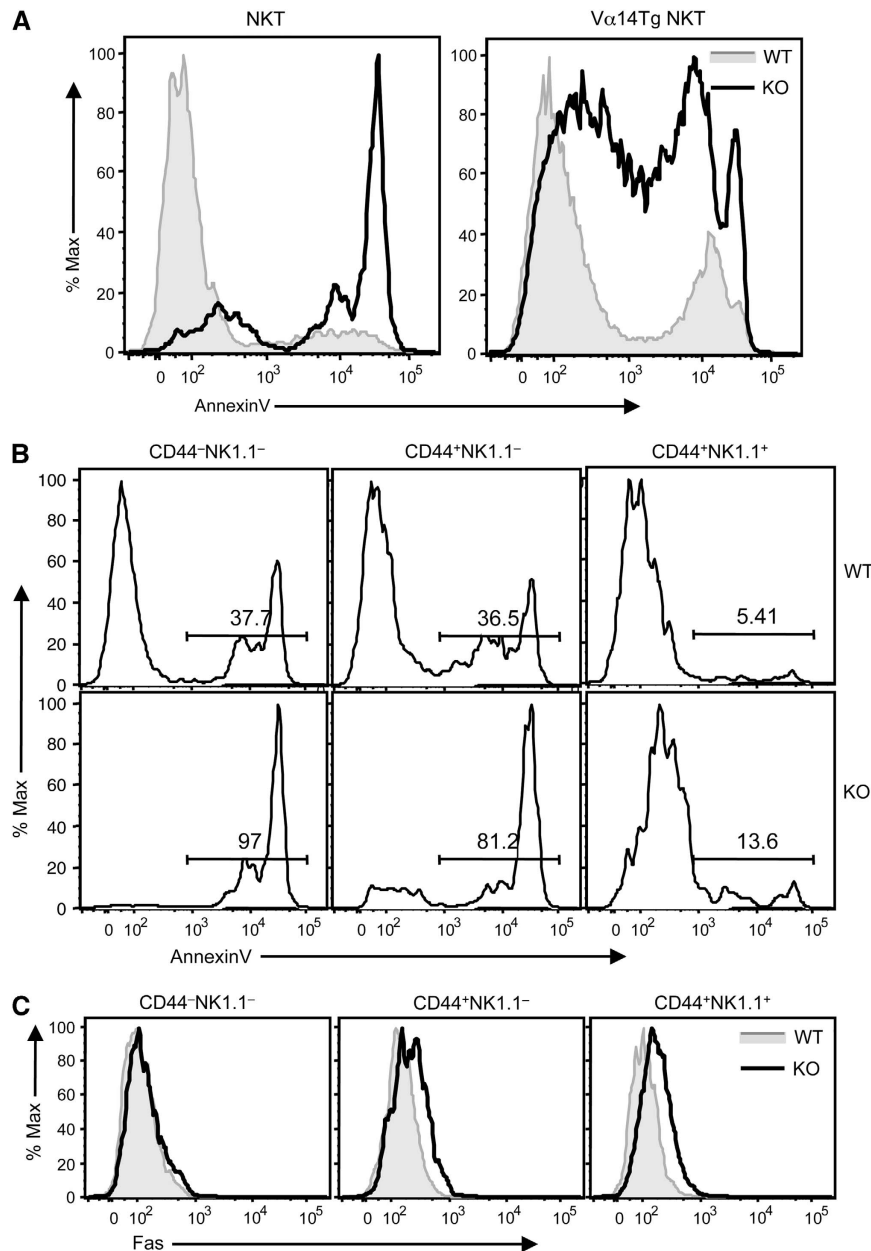 A
NKT
Vα14Tg NKT
WT
KO
% Max
100
80
60
40
20
0
100
80
60
40
20
0
0 10² 10³ 10⁴ 10⁵
0 10² 10³ 10⁴ 10⁵
AnnexinV
B
CD44⁻NK1.1⁻
CD44⁺NK1.1⁻
CD44⁺NK1.1⁺
100
80
60
40
20
0
37.7
36.5
5.41
WT
% Max
100
80
60
40
20
0
97
81.2
13.6
KO
0 10² 10³ 10⁴ 10⁵
0 10² 10³ 10⁴ 10⁵
0 10² 10³ 10⁴ 10⁵
AnnexinV
C
CD44⁻NK1.1⁻
CD44⁺NK1.1⁻
CD44⁺NK1.1⁺
% Max
100
80
60
40
20
0
WT
KO
0 10² 10³ 10⁴ 10⁵
0 10² 10³ 10⁴ 10⁵
0 10² 10³ 10⁴ 10⁵
Fas